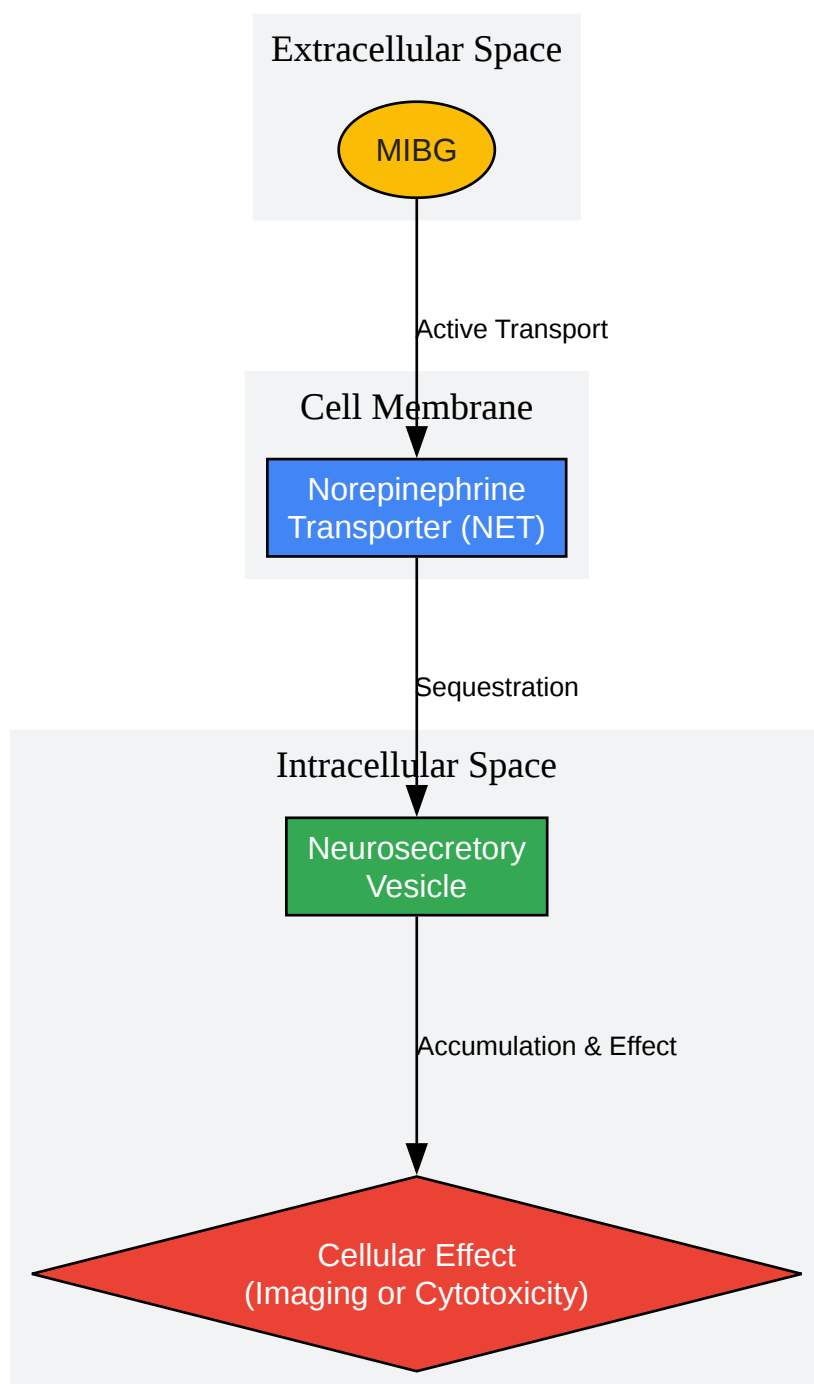 Extracellular Space
MIBG
Active Transport
Cell Membrane
Norepinephrine
Transporter (NET)
Sequestration
Intracellular Space
Neurosecretory
Vesicle
Accumulation & Effect
Cellular Effect
(Imaging or Cytotoxicity)